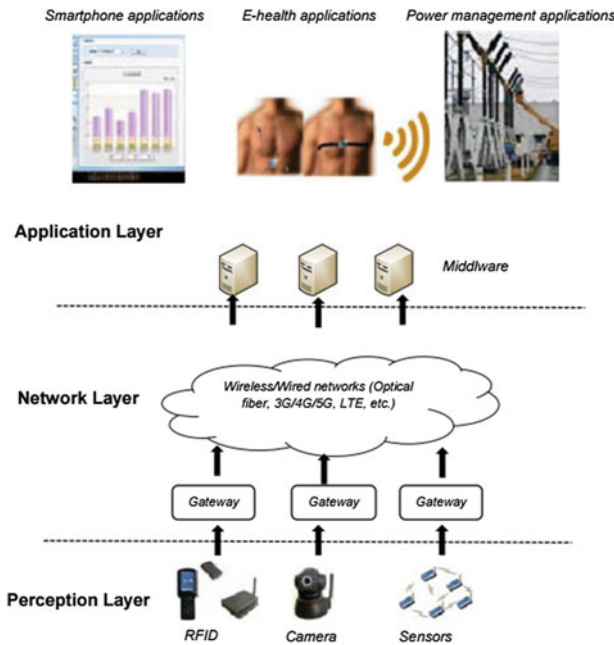 Smartphone applications
E-health applications
Power management applications
Application Layer
Middlware
Network Layer
Wireless/Wired networks (Optical
fiber, 3G/4G/5G, LTE, etc.)
Gateway
Gateway
Gateway
Perception Layer
RFID
Camera
Sensors